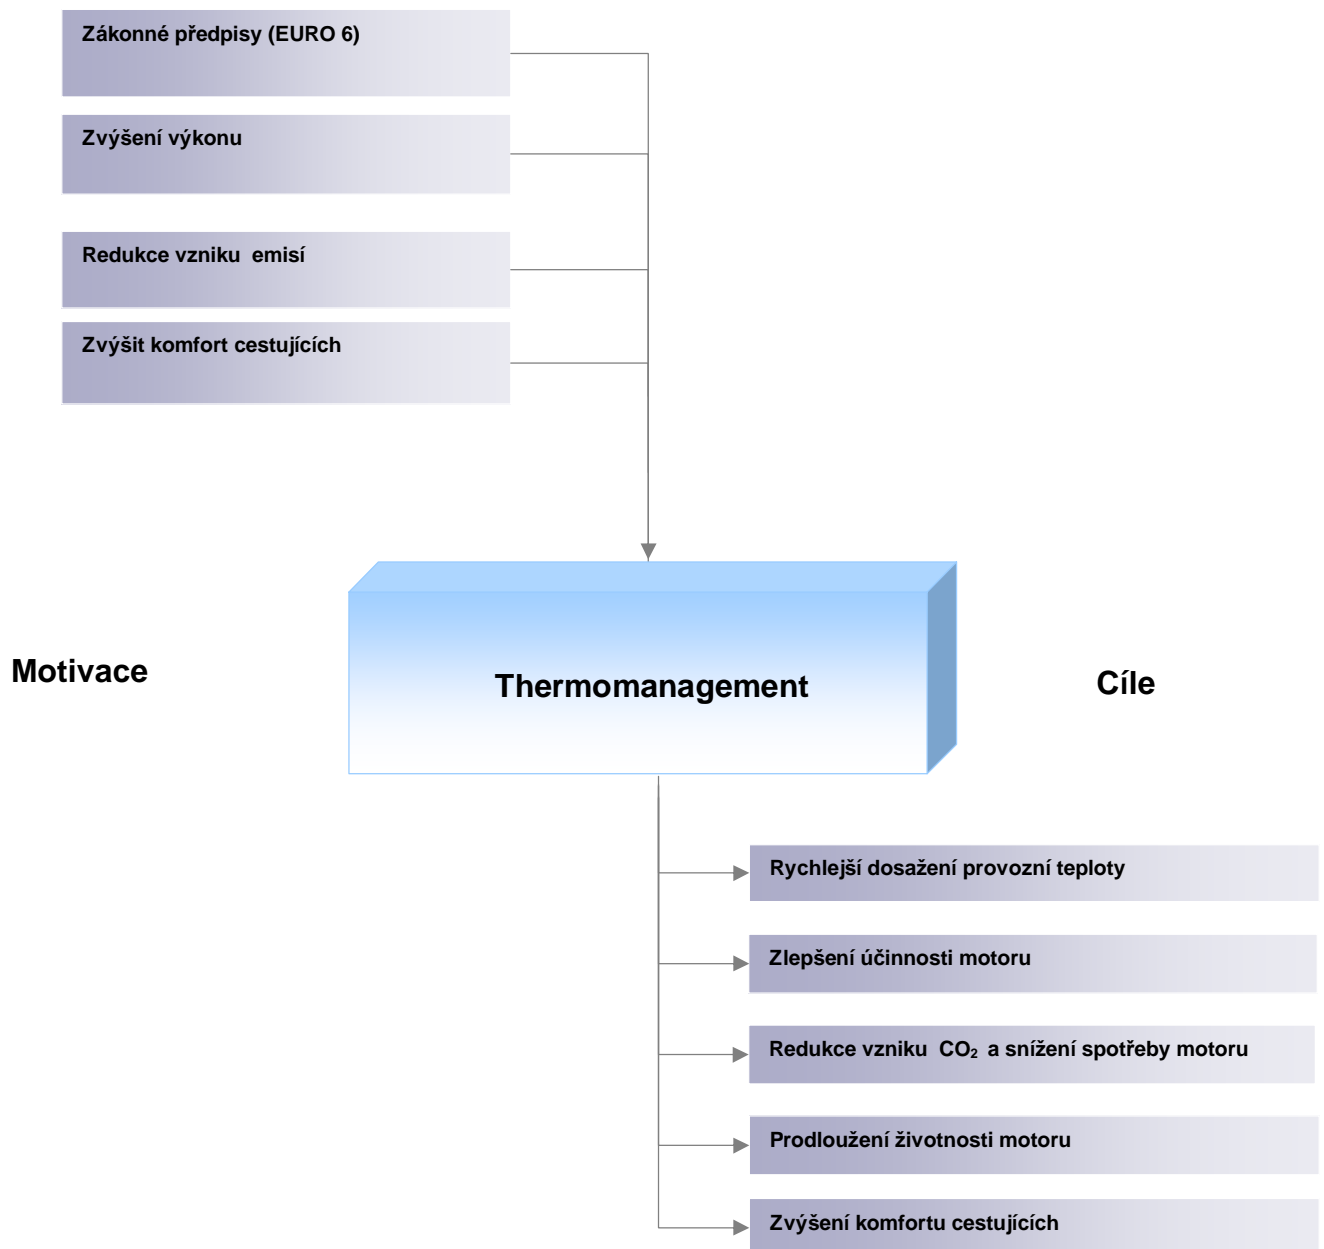 Zákonné předpisy (EURO 6)
Zvýšení výkonu
Redukce vzniku emisí
Zvýšit komfort cestujících
Motivace
Thermomanagement
Cíle
Rychlejší dosažení provozní teploty
Zlepšení účinnosti motoru
Redukce vzniku CO₂ a snížení spotřeby motoru
Prodloužení životnosti motoru
Zvýšení komfortu cestujících